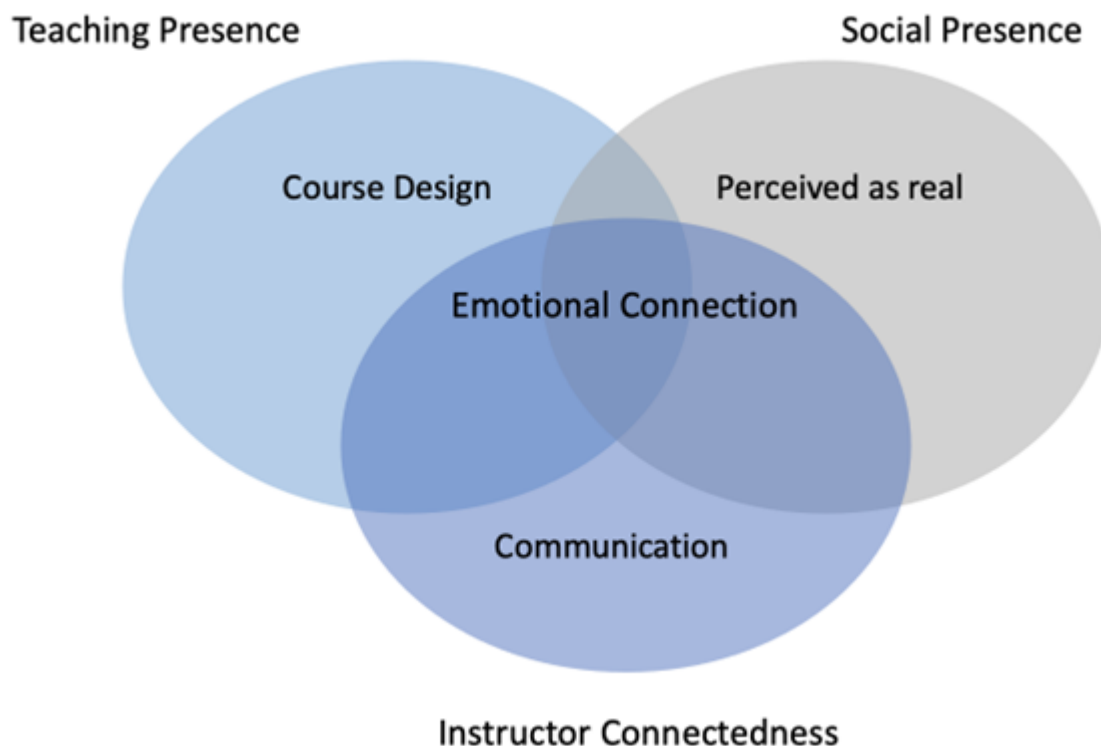 Teaching Presence
Social Presence
Course Design
Perceived as real
Emotional Connection
Communication
Instructor Connectedness